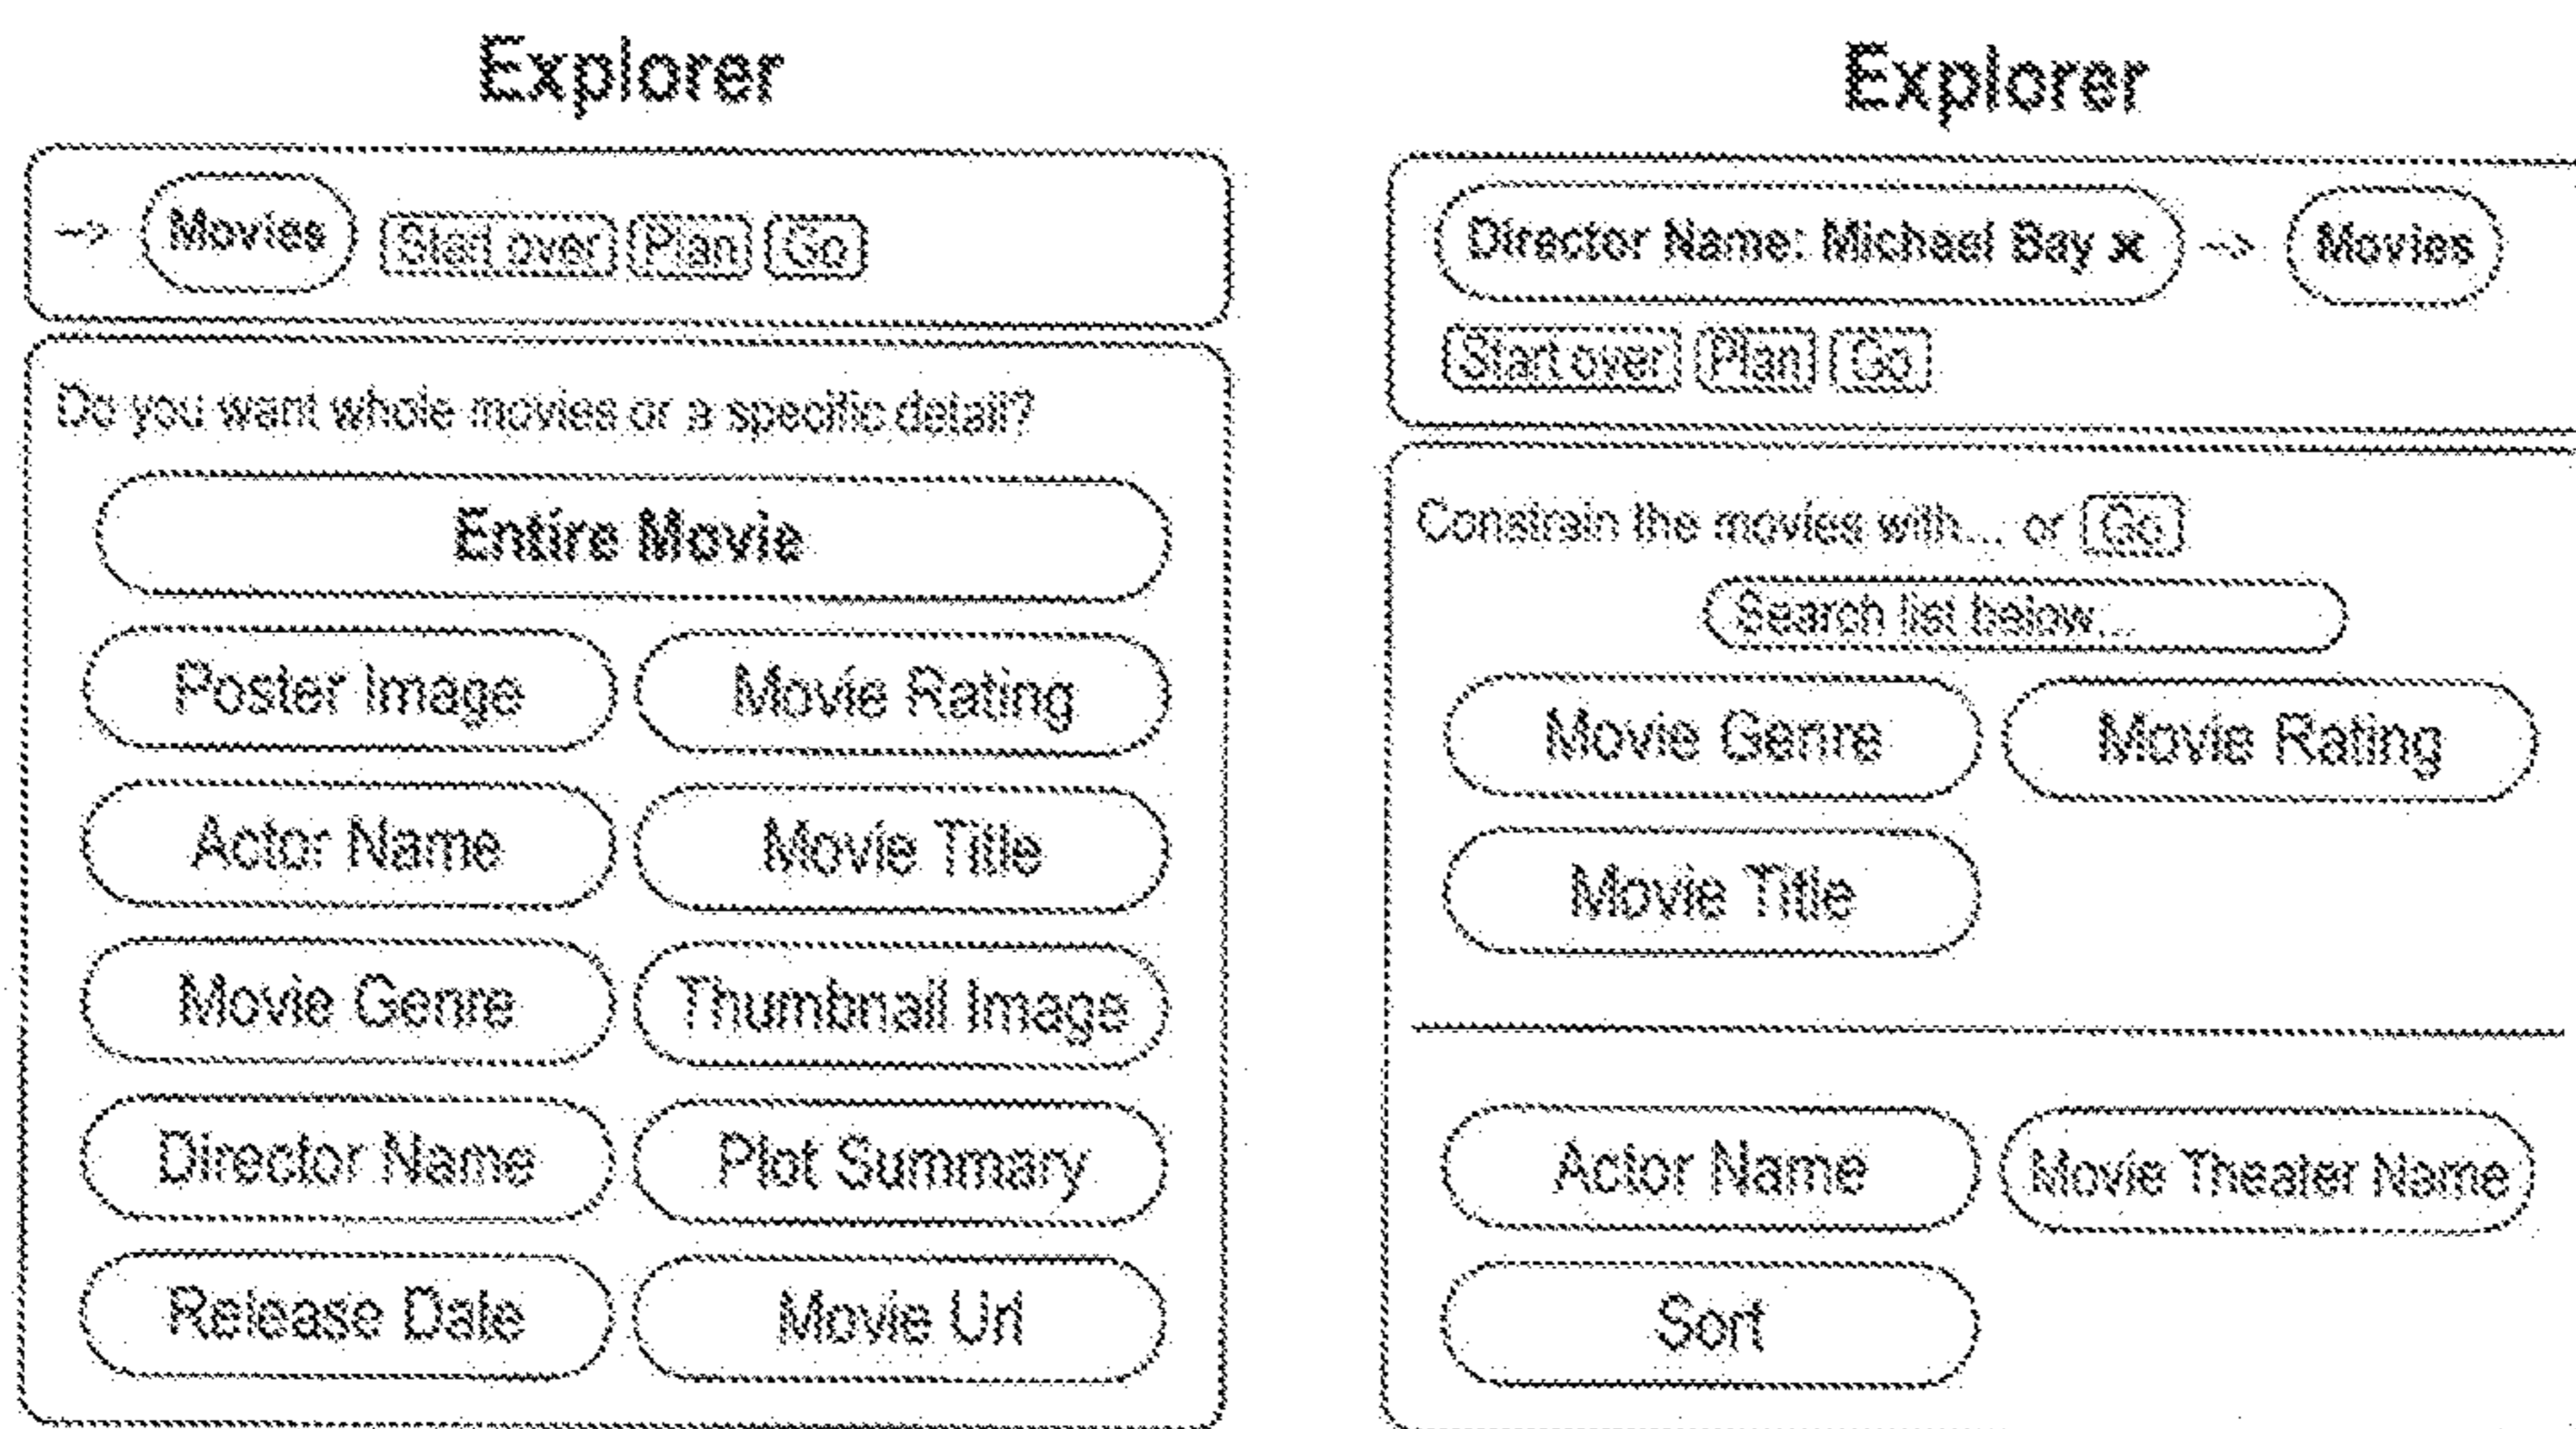 Explorer
--> Movies Start over Plan Go
Do you want whole movies or a specific detail?
Entire Movie
Poster Image Movie Rating
Actor Name Movie Title
Movie Genre Thumbnail Image
Director Name Plot Summary
Release Date Movie Url
Explorer
Director Name: Michael Bay x --> Movies
Start over Plan Go
Constrain the movies with... or Go
Search list below...
Movie Genre Movie Rating
Movie Title
Actor Name Movie Theater Name
Sort